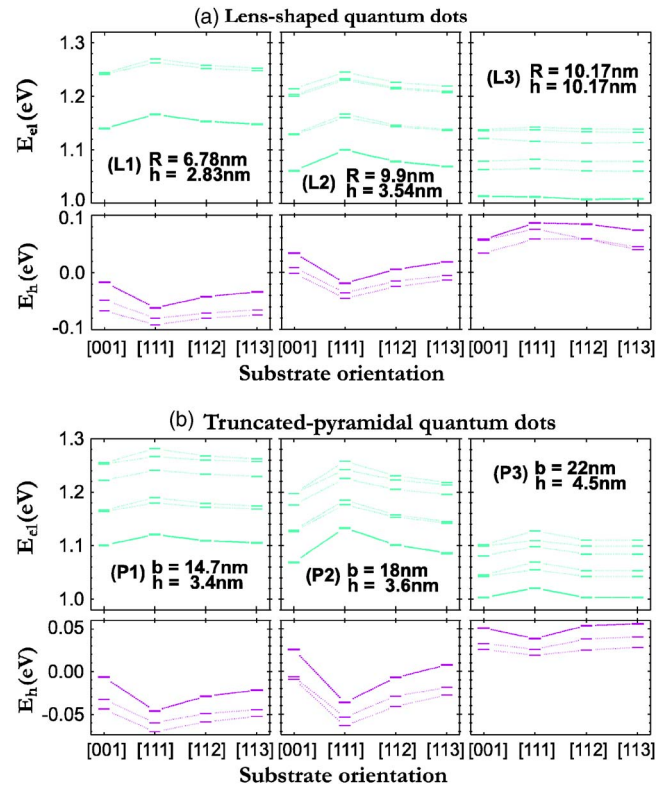 (a) Lens-shaped quantum dots
1.3
1.2
1.1
1.0
E_el (eV)
(L1) R = 6.78nm
h = 2.83nm
(L2) R = 9.9nm
h = 3.54nm
(L3) R = 10.17nm
h = 10.17nm
0.1
0.0
-0.1
E_h (eV)
[001] [111] [112] [113] [001] [111] [112] [113] [001] [111] [112] [113]
Substrate orientation
(b) Truncated-pyramidal quantum dots
1.3
1.2
1.1
1.0
E_el (eV)
(P1) b = 14.7nm
h = 3.4nm
(P2) b = 18nm
h = 3.6nm
(P3) b = 22nm
h = 4.5nm
0.05
0.00
-0.05
E_h (eV)
[001] [111] [112] [113] [001] [111] [112] [113] [001] [111] [112] [113]
Substrate orientation